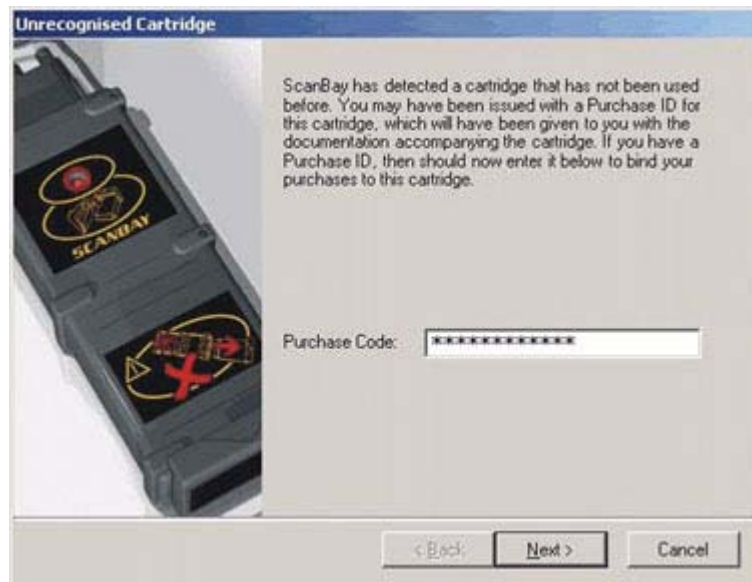 Unrecognised Cartridge
ScanBay has detected a cartridge that has not been used
before. You may have been issued with a Purchase ID for
this cartridge, which will have been given to you with the
documentation accompanying the cartridge. If you have a
Purchase ID, then should now enter it below to bind your
purchases to this cartridge.
SCANBAY
Purchase Code: ************
< Back
Next >
Cancel